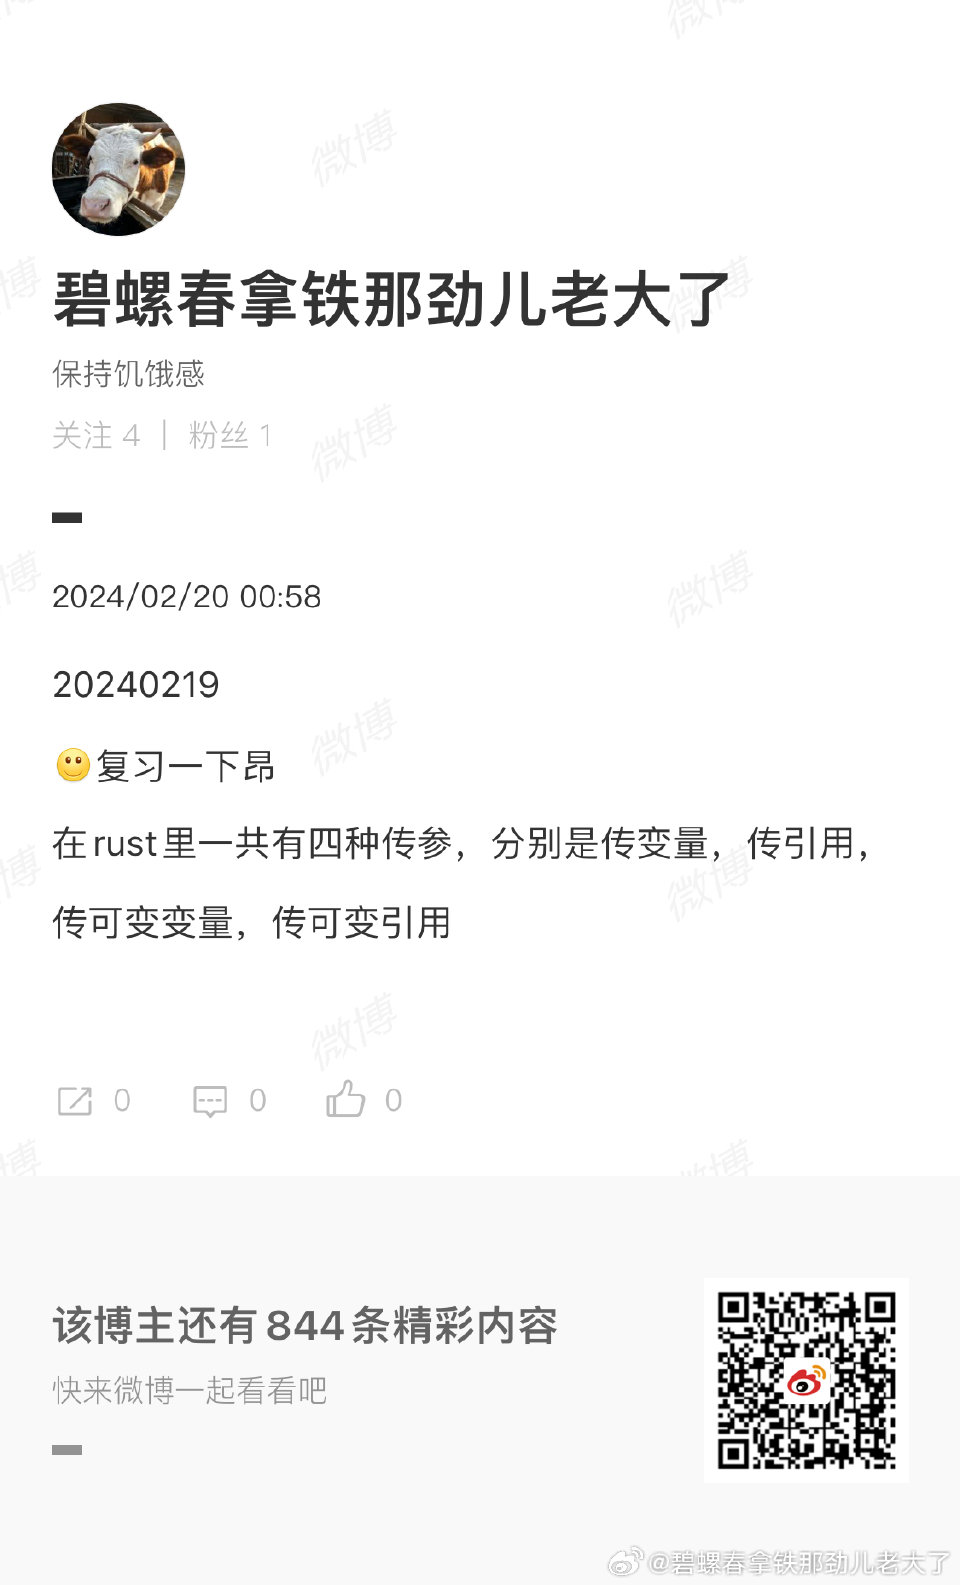 碧螺春拿铁那劲儿老大了
保持饥饿感
关注 4 | 粉丝 1
2024/02/20 00:58
20240219
复习一下昂
在rust里一共有四种传参，分别是传变量，传引用，
传可变变量，传可变引用
0 0 0
该博主还有844条精彩内容
快来微博一起看看吧
@碧螺春拿铁那劲儿老大了
微博